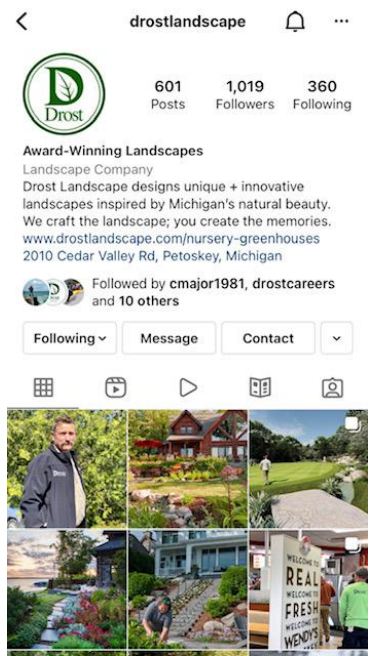 drostlandscape
D
Drost
601
1,019
360
Posts
Followers
Following
Award-Winning Landscapes
Landscape Company
Drost Landscape designs unique + innovative
landscapes inspired by Michigan's natural beauty.
We craft the landscape; you create the memories.
www.drostlandscape.com/nursery-greenhouses
2010 Cedar Valley Rd, Petoskey, Michigan
Followed by cmajor1981, drostcareers
and 10 others
Following
Message
Contact
WELCOME TO
REAL
WELCOME TO
FRESH
WELCOME TO
WENDY'S